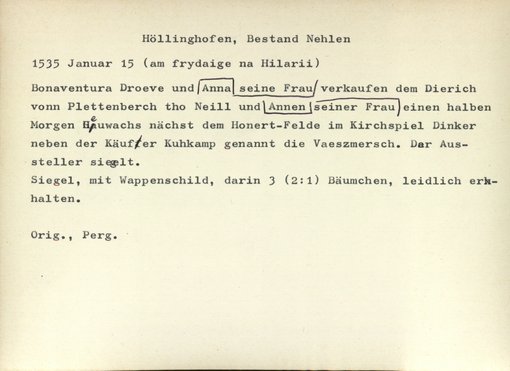 Höllinghofen, Bestand Nehlen
1535 Januar 15 (am frydaige na Hilarii)
Bonaventura Droeve und Anna seine Frau verkaufen dem Dierich
vonn Plettenberch tho Neill und Annen seiner Frau einen halben
Morgen Heuwachs nächst dem Honert-Felde im Kirchspiel Dinker
neben der Käufer Kuhkamp genannt die Vaeszmersch. Der Aus-
steller siegelt.
Siegel, mit Wappenschild, darin 3 (2:1) Bäumchen, leidlich er-
halten.
Orig., Perg.